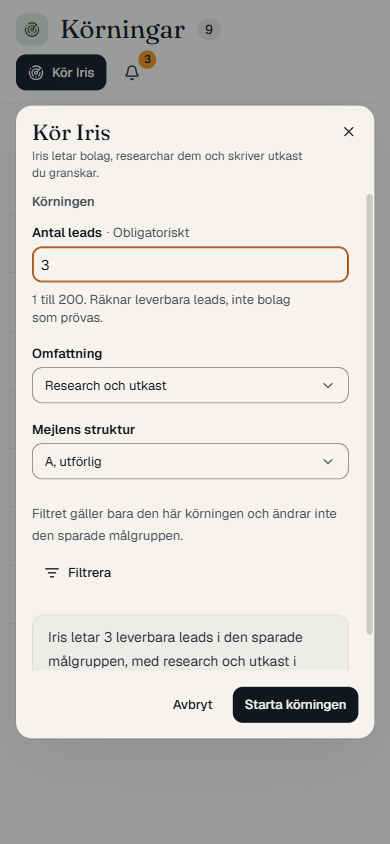 Körningar 9
Kör Iris
3
Kör Iris
Iris letar bolag, researchar dem och skriver utkast
du granskar.
Körningen
Antal leads · Obligatoriskt
3
1 till 200. Räknar leverbara leads, inte bolag
som prövas.
Omfattning
Research och utkast
Mejlens struktur
A, utförlig
Filtret gäller bara den här körningen och ändrar inte
den sparade målgruppen.
Filtrera
Iris letar 3 leverbara leads i den sparade
målgruppen, med research och utkast i
Avbryt
Starta körningen